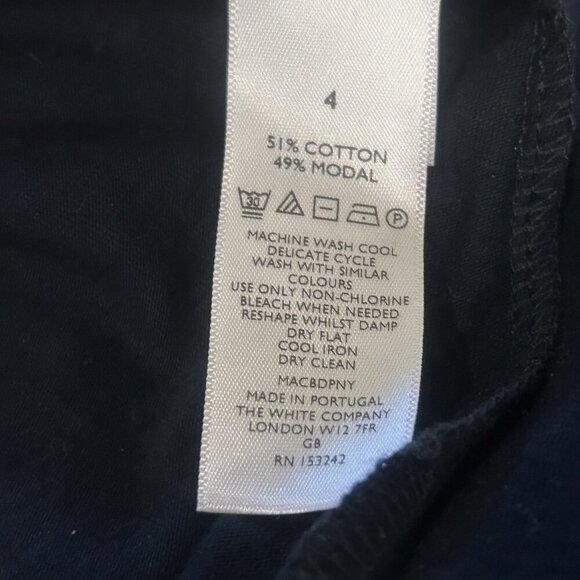 4
51% COTTON
49% MODAL
30 P
MACHINE WASH COOL
DELICATE CYCLE
WASH WITH SIMILAR
COLOURS
USE ONLY NON-CHLORINE
BLEACH WHEN NEEDED
RESHAPE WHILST DAMP
DRY FLAT
COOL IRON
DRY CLEAN
MACBDPNY
MADE IN PORTUGAL
THE WHITE COMPANY
LONDON W12 7FR
GB
RN 153242